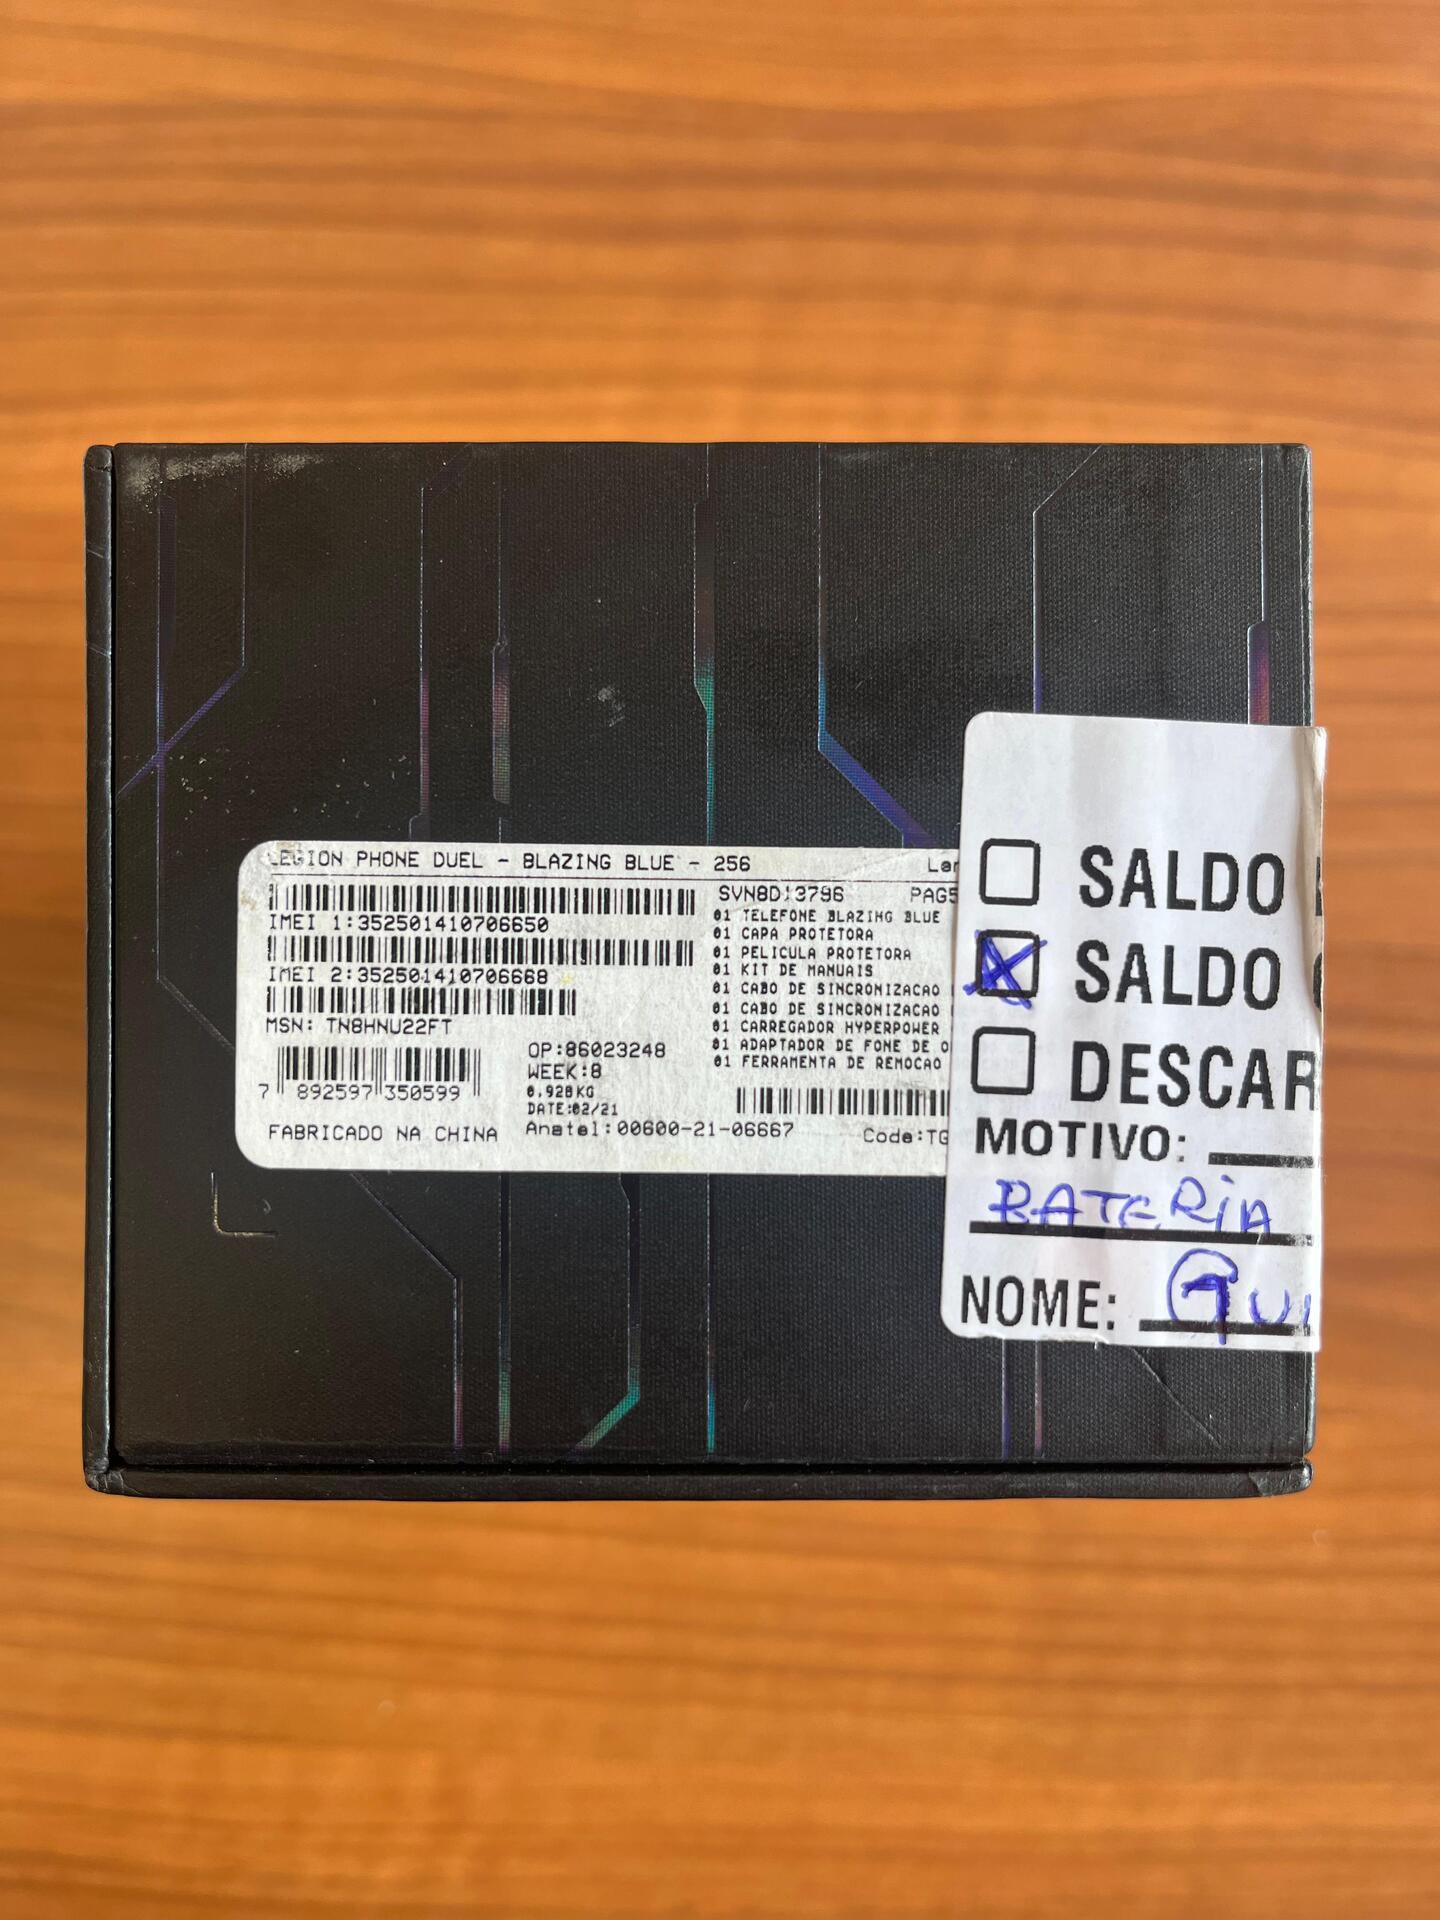 LEGION PHONE DUEL - BLAZING BLUE - 256
IMEI 1:352501410706650
IMEI 2:352501410706668
MSN: TN8HNU22FT
7 892597 350599
FABRICADO NA CHINA
OP:86023248
WEEK:8
0.928KG
DATE:02/21
Anatel:00600-21-06667
SVN8D13796 PAG5
01 TELEFONE BLAZING BLUE
01 CAPA PROTETORA
01 PELICULA PROTETORA
01 KIT DE MANUAIS
01 CABO DE SINCRONIZACAO
01 CABO DE SINCRONIZACAO
01 CARREGADOR HYPERPOWER
01 ADAPTADOR DE FONE DE O
01 FERRAMENTA DE REMOCAO
Code:TG
SALDO
SALDO
DESCAR
MOTIVO:
BATERIA
NOME: